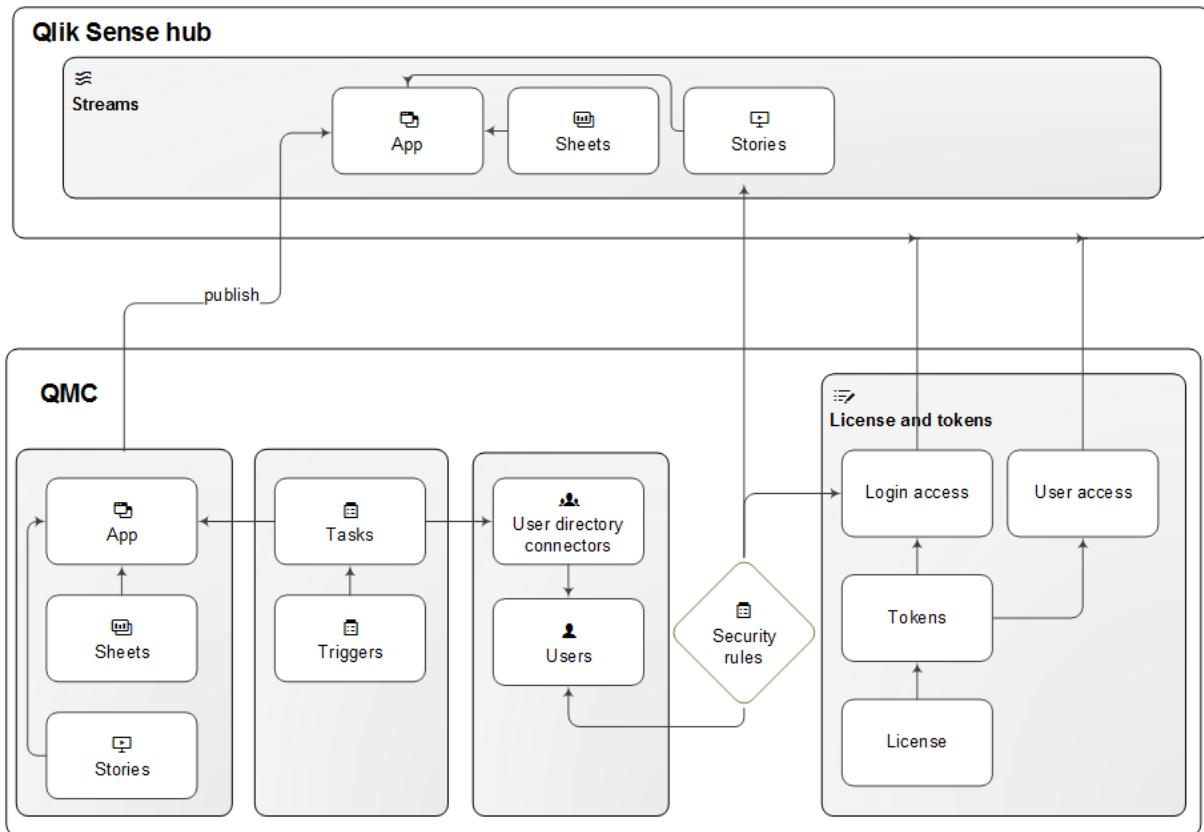 Qlik Sense hub
Streams
App
Sheets
Stories
publish
QMC
License and tokens
App
Tasks
User directory
connectors
Login access
User access
Sheets
Triggers
Users
Security
rules
Tokens
Stories
License